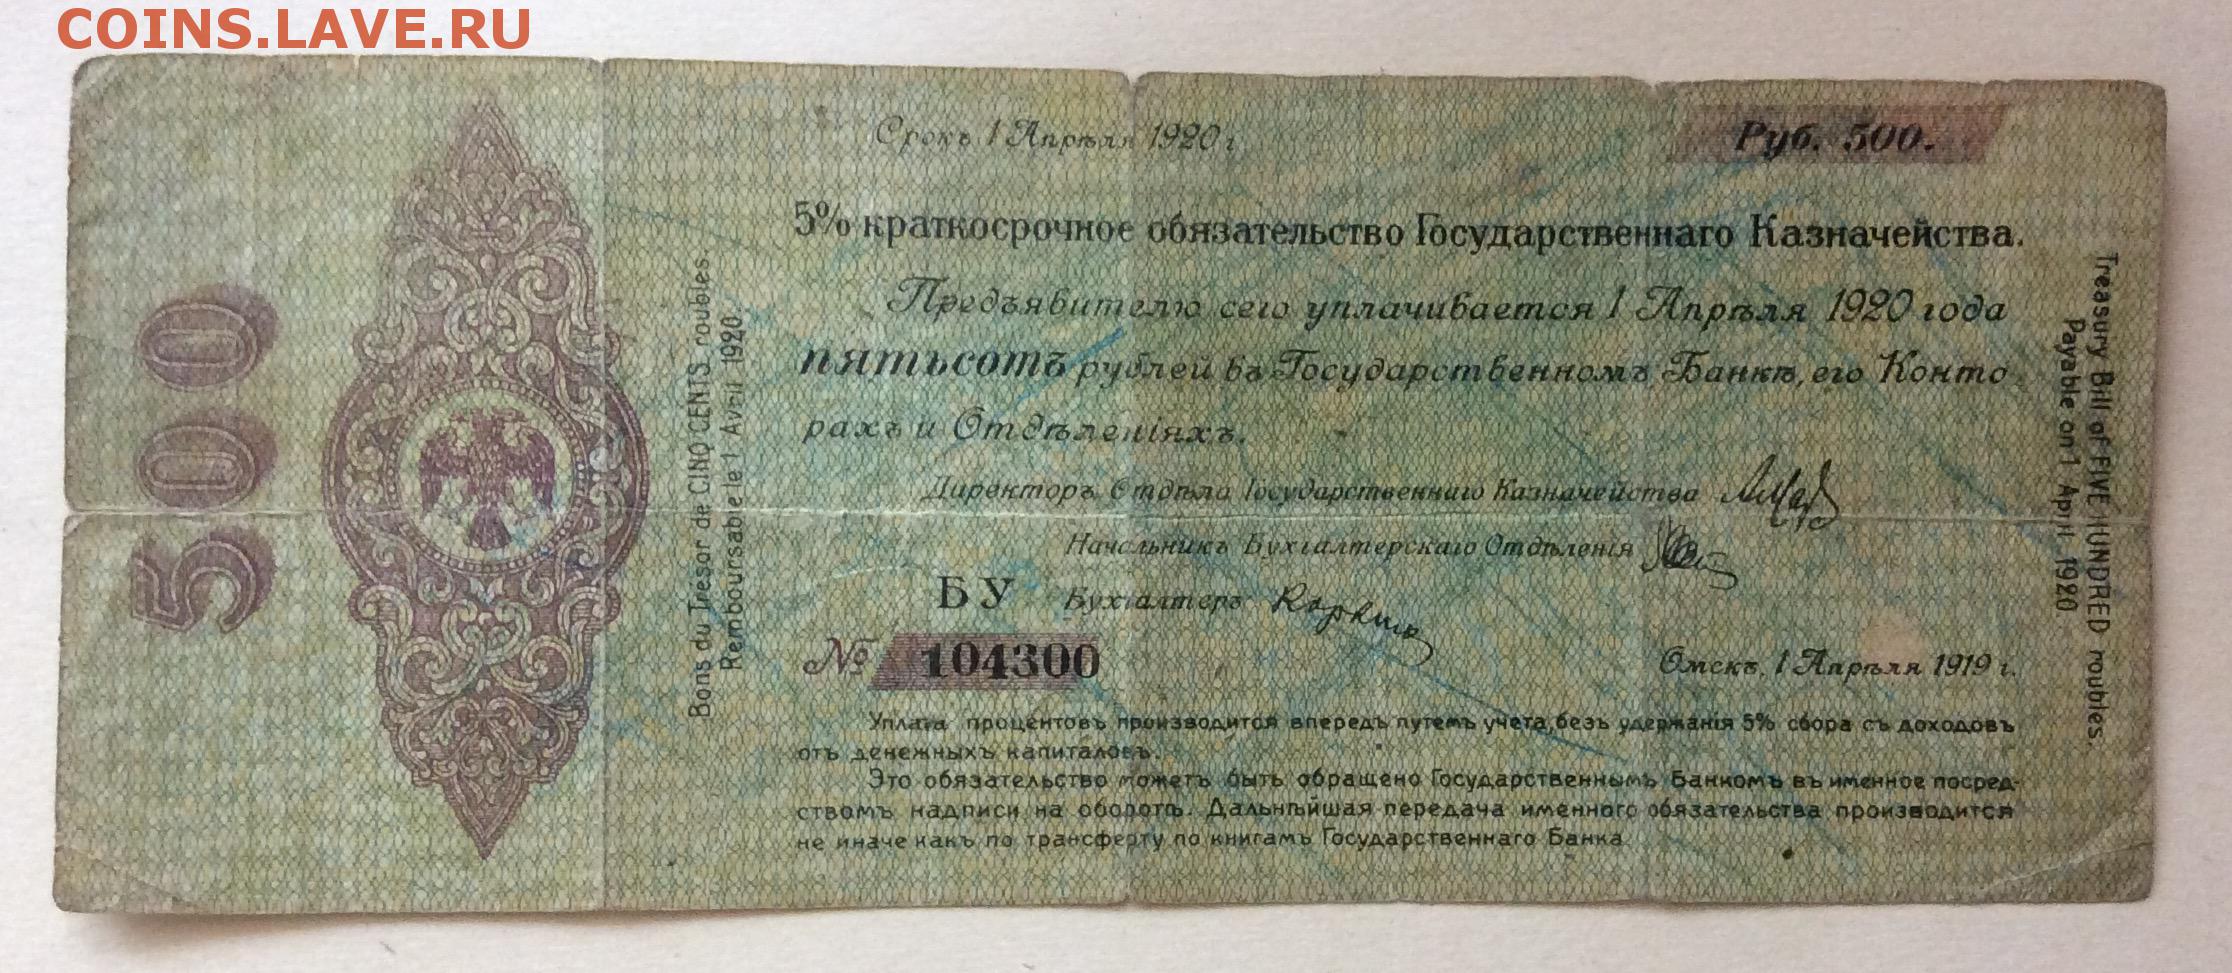 COINS.LAVE.RU
500
Bons du Tresor de CINQ CENTS roubles.
Remboursable le 1 Avril 1920.
Срокъ 1 Апрѣля 1920 г.
Руб. 500.
5% краткосрочное обязательство Государственнаго Казначейства.
Предъявителю сего уплачивается 1 Апрѣля 1920 года
пятьсотъ рублей въ Государственномъ Банкѣ, его Конто
рахъ и Отдѣленіяхъ.
Директоръ Отдѣла Государственнаго Казначейства
Начальникъ Бухгалтерскаго Отдѣленія
БУ Бухгалтеръ
№ 104300
Омскъ, 1 Апрѣля 1919 г.
Уплата процентовъ производится впередъ путемъ учета, безъ удержанія 5% сбора съ доходовъ
отъ денежныхъ капиталовъ.
Это обязательство можетъ быть обращено Государственнымъ Банкомъ въ именное посред-
ствомъ надписи на оборотѣ. Дальнѣйшая передача именного обязательства производится
не иначе какъ по трансферту по книгамъ Государственнаго Банка
Treasury Bill of FIVE HUNDRED roubles.
Payable on 1 April 1920.